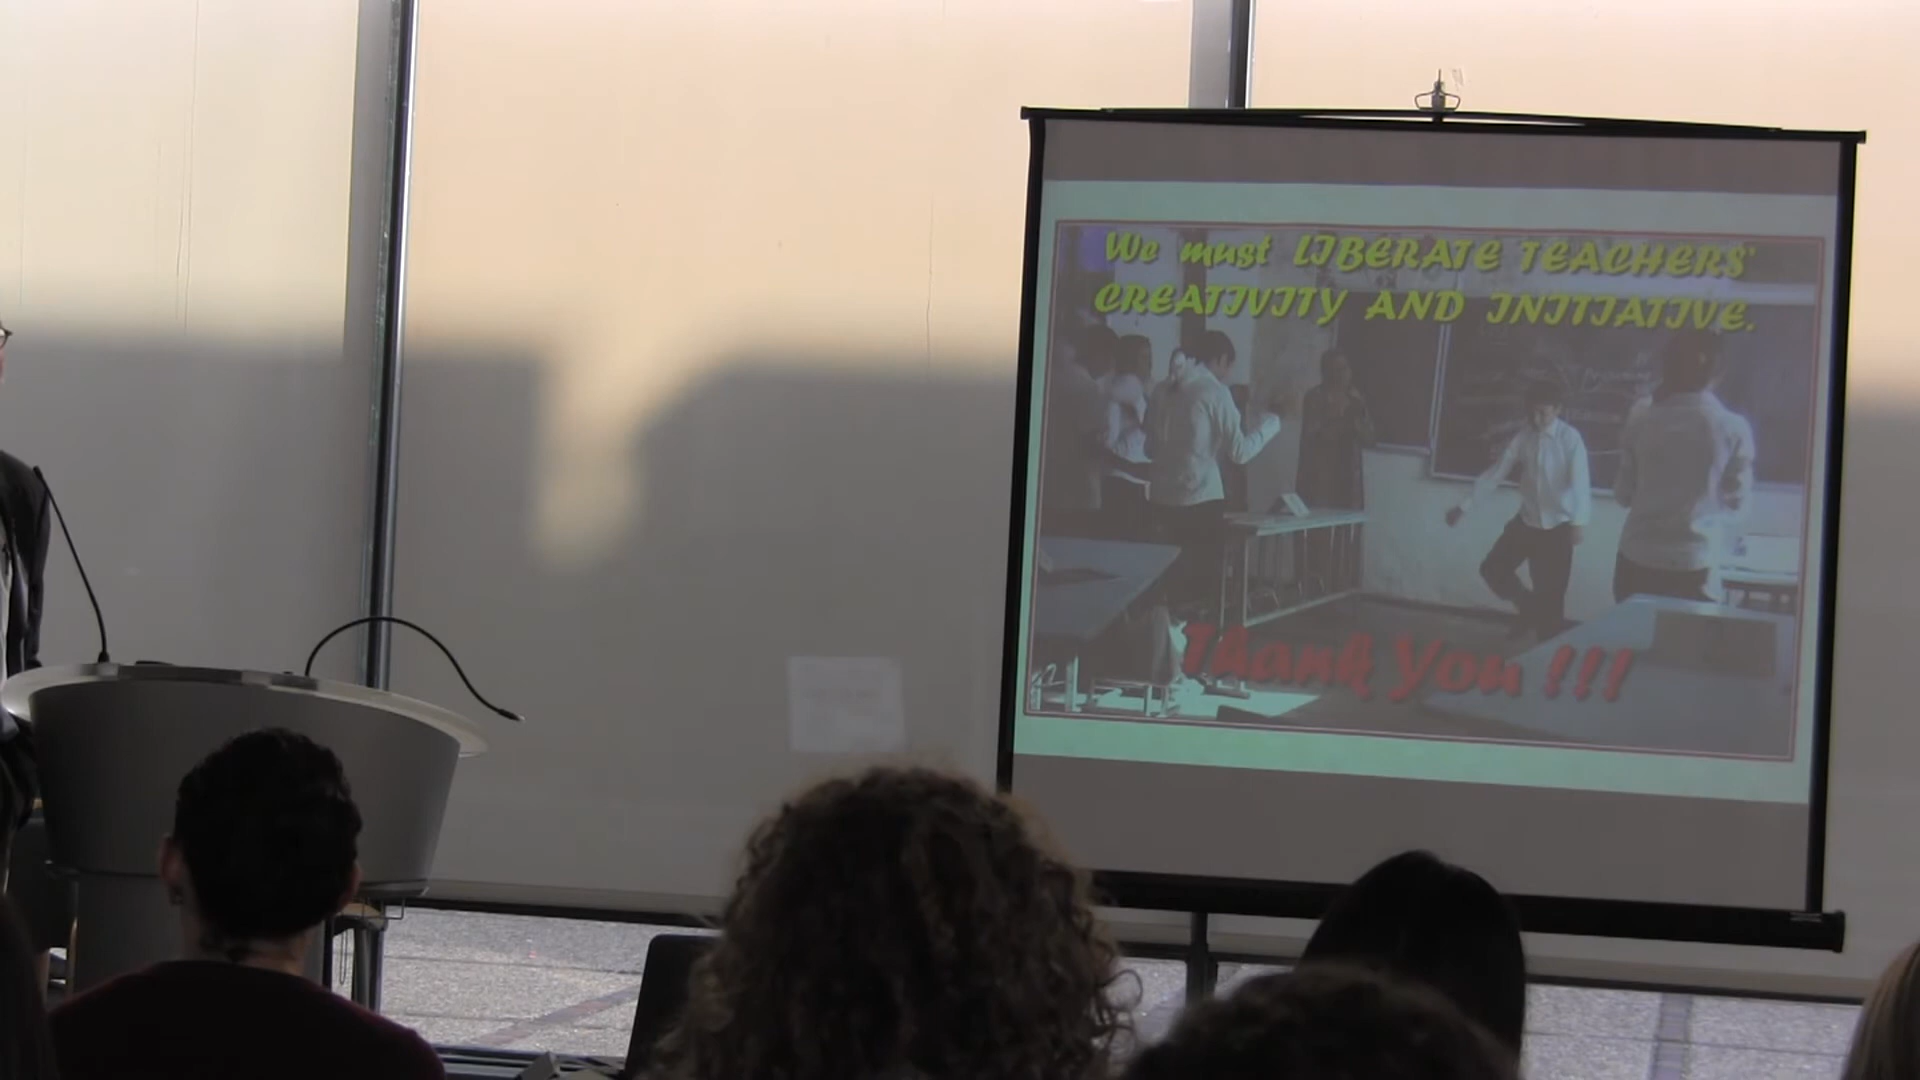 We must LIBERATE TEACHERS'
CREATIVITY AND INITIATIVE.
Thank You !!!